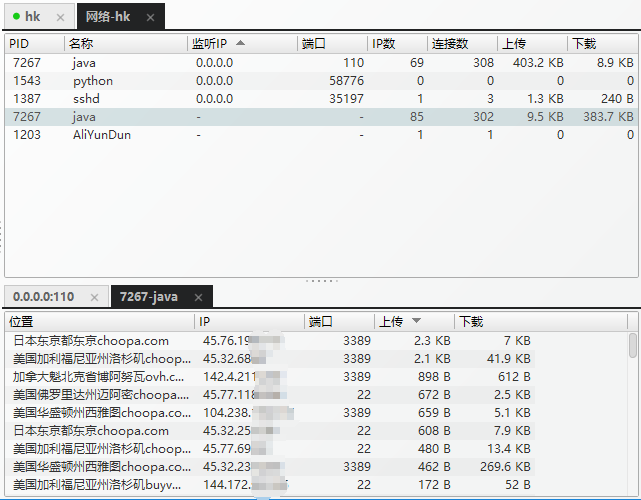 hk 网络-hk
PID 名称 监听IP 端口 IP数 连接数 上传 下载
7267 java 0.0.0.0 110 69 308 403.2 KB 8.9 KB
1543 python 0.0.0.0 58776 0 0 0 0
1387 sshd 0.0.0.0 35197 1 3 1.3 KB 240 B
7267 java - - 85 302 9.5 KB 383.7 KB
1203 AliYunDun - - 1 1 0 0
0.0.0.0:110 7267-java
位置 IP 端口 上传 下载
日本东京都东京choopa.com 45.76.19 3389 2.3 KB 7 KB
美国加利福尼亚州洛杉矶choop... 45.32.68 3389 2.1 KB 41.9 KB
加拿大魁北克省博阿努瓦ovh.c... 142.4.211 3389 898 B 612 B
美国佛罗里达州迈阿密choopa.... 45.77.118 22 672 B 2.5 KB
美国华盛顿州西雅图choopa.co... 104.238. 3389 659 B 5.1 KB
日本东京都东京choopa.com 45.32.25 22 608 B 7.9 KB
美国加利福尼亚州洛杉矶choop... 45.77.69 22 480 B 13.4 KB
美国华盛顿州西雅图choopa.co... 45.32.23 3389 462 B 269.6 KB
美国加利福尼亚州洛杉矶buyv... 144.172. 22 172 B 52 B